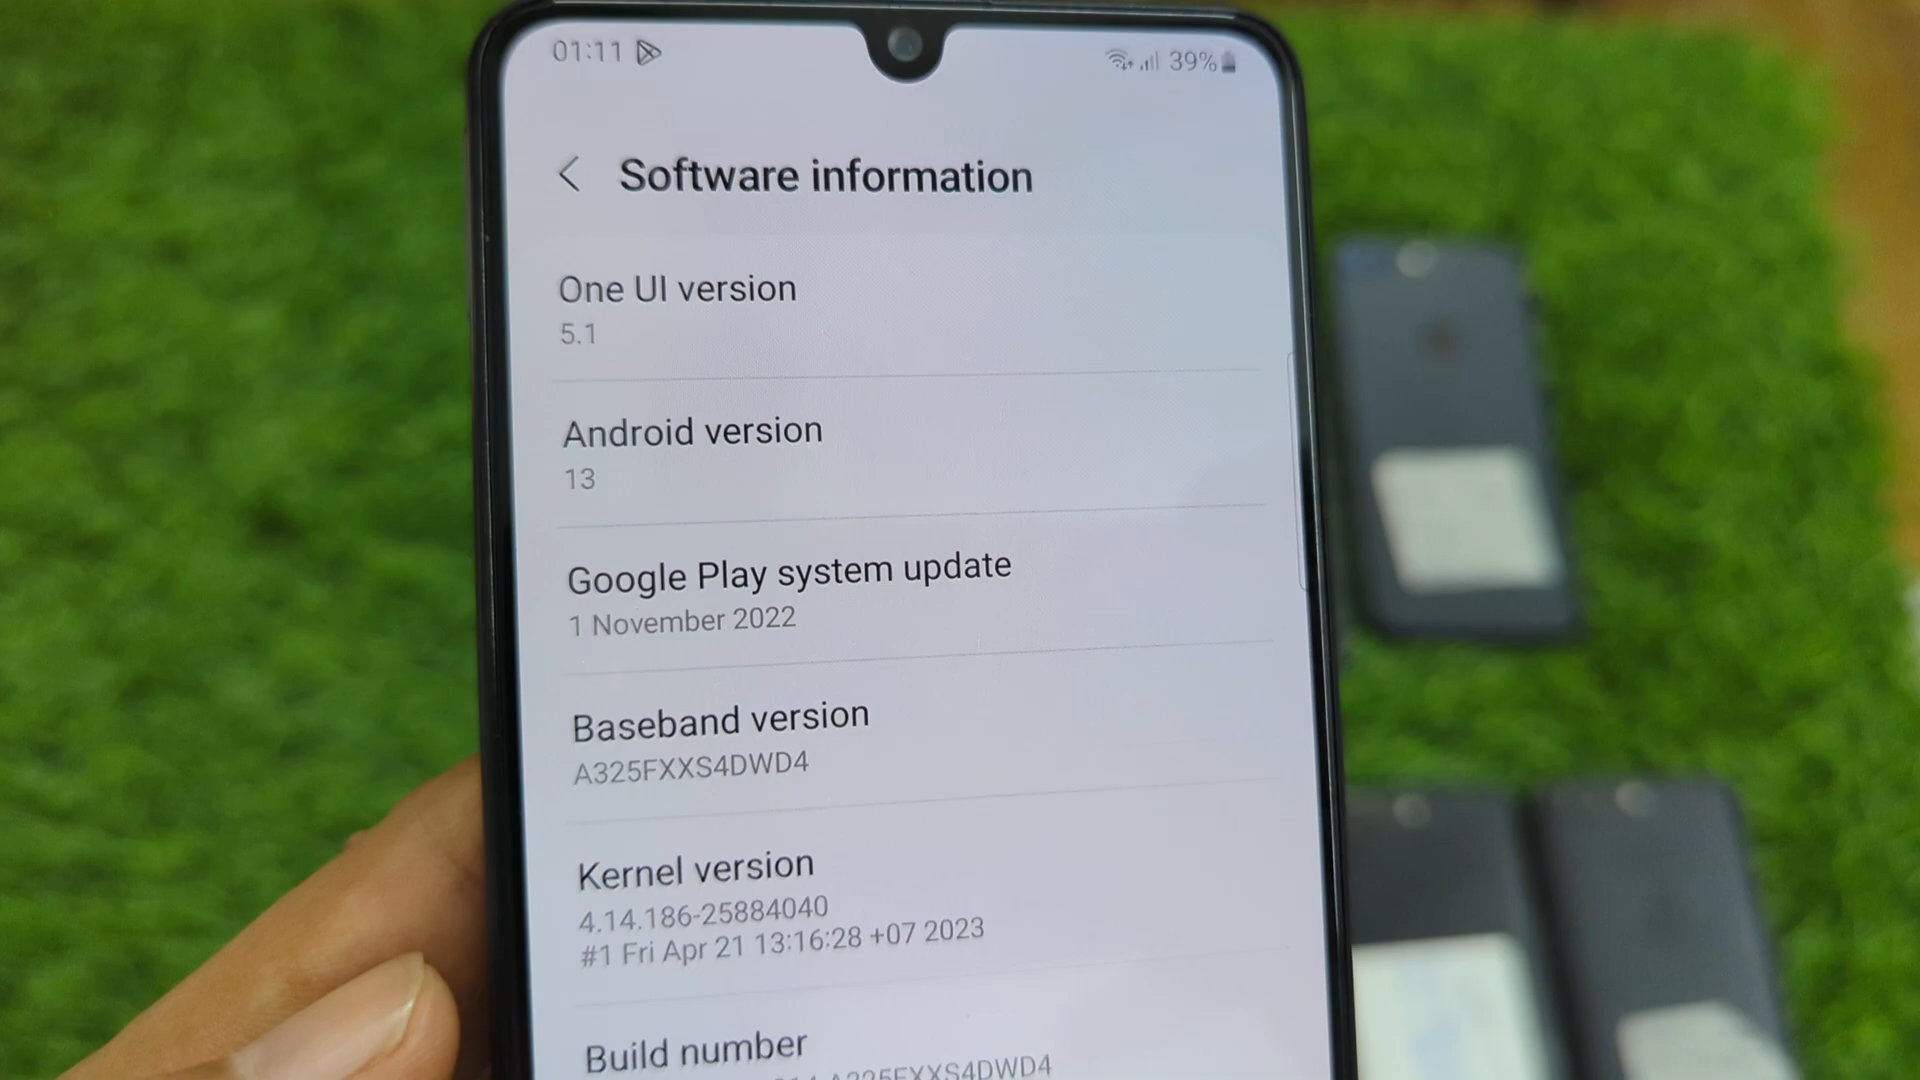 01:11 39%
Software information
One UI version
5.1
Android version
13
Google Play system update
1 November 2022
Baseband version
A325FXXS4DWD4
Kernel version
4.14.186-25884040
#1 Fri Apr 21 13:16:28 +07 2023
Build number
A325FXXS4DWD4